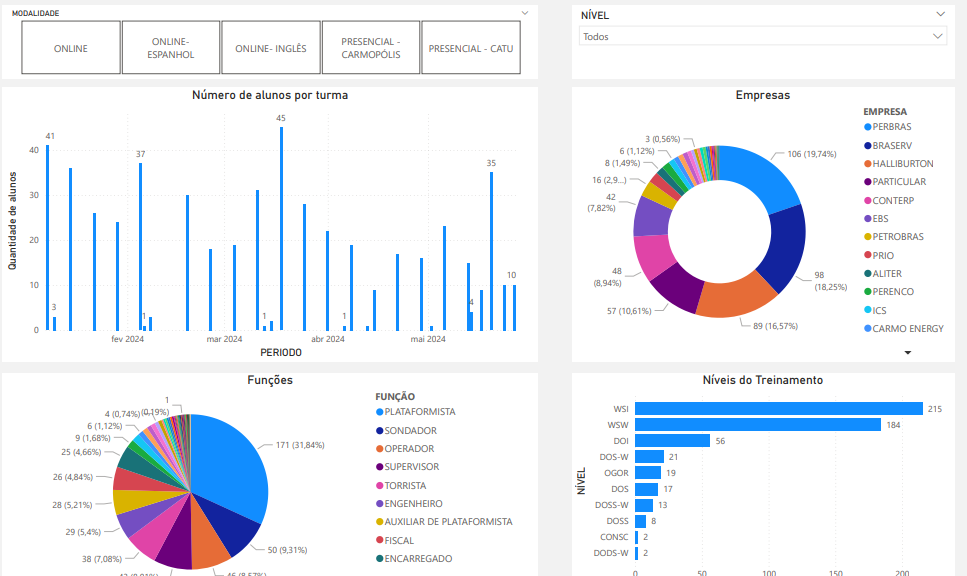 MODALIDADE
ONLINE
ONLINE-
ESPANHOL
ONLINE- INGLÊS
PRESENCIAL -
CARMOPÓLIS
PRESENCIAL - CATU
NÍVEL
Todos
Número de alunos por turma
Quantidade de alunos
40
30
20
10
0
41
3
37
1
45
1
1
4
35
10
fev 2024
mar 2024
abr 2024
mai 2024
PERIODO
Empresas
3 (0,56%)
6 (1,12%)
8 (1,49%)
16 (2,9...)
42
(7,82%)
48
(8,94%)
57 (10,61%)
89 (16,57%)
98
(18,25%)
106 (19,74%)
EMPRESA
PERBRAS
BRASERV
HALLIBURTON
PARTICULAR
CONTERP
EBS
PETROBRAS
PRIO
ALITER
PERENCO
ICS
CARMO ENERGY
Funções
1
(0,19%)
4 (0,74%)
6 (1,12%)
9 (1,68%)
25 (4,66%)
26 (4,84%)
28 (5,21%)
29 (5,4%)
38 (7,08%)
50 (9,31%)
171 (31,84%)
FUNÇÃO
PLATAFORMISTA
SONDADOR
OPERADOR
SUPERVISOR
TORRISTA
ENGENHEIRO
AUXILIAR DE PLATAFORMISTA
FISCAL
ENCARREGADO
Níveis do Treinamento
NÍVEL
WSI 215
WSW 184
DOI 56
DOS-W 21
OGOR 19
DOS 17
DOSS-W 13
DOSS 8
CONSC 2
DODS-W 2
0 50 100 150 200